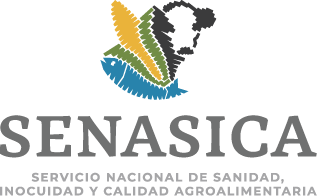 SENASICA
SERVICIO NACIONAL DE SANIDAD,
INOCUIDAD Y CALIDAD AGROALIMENTARIA